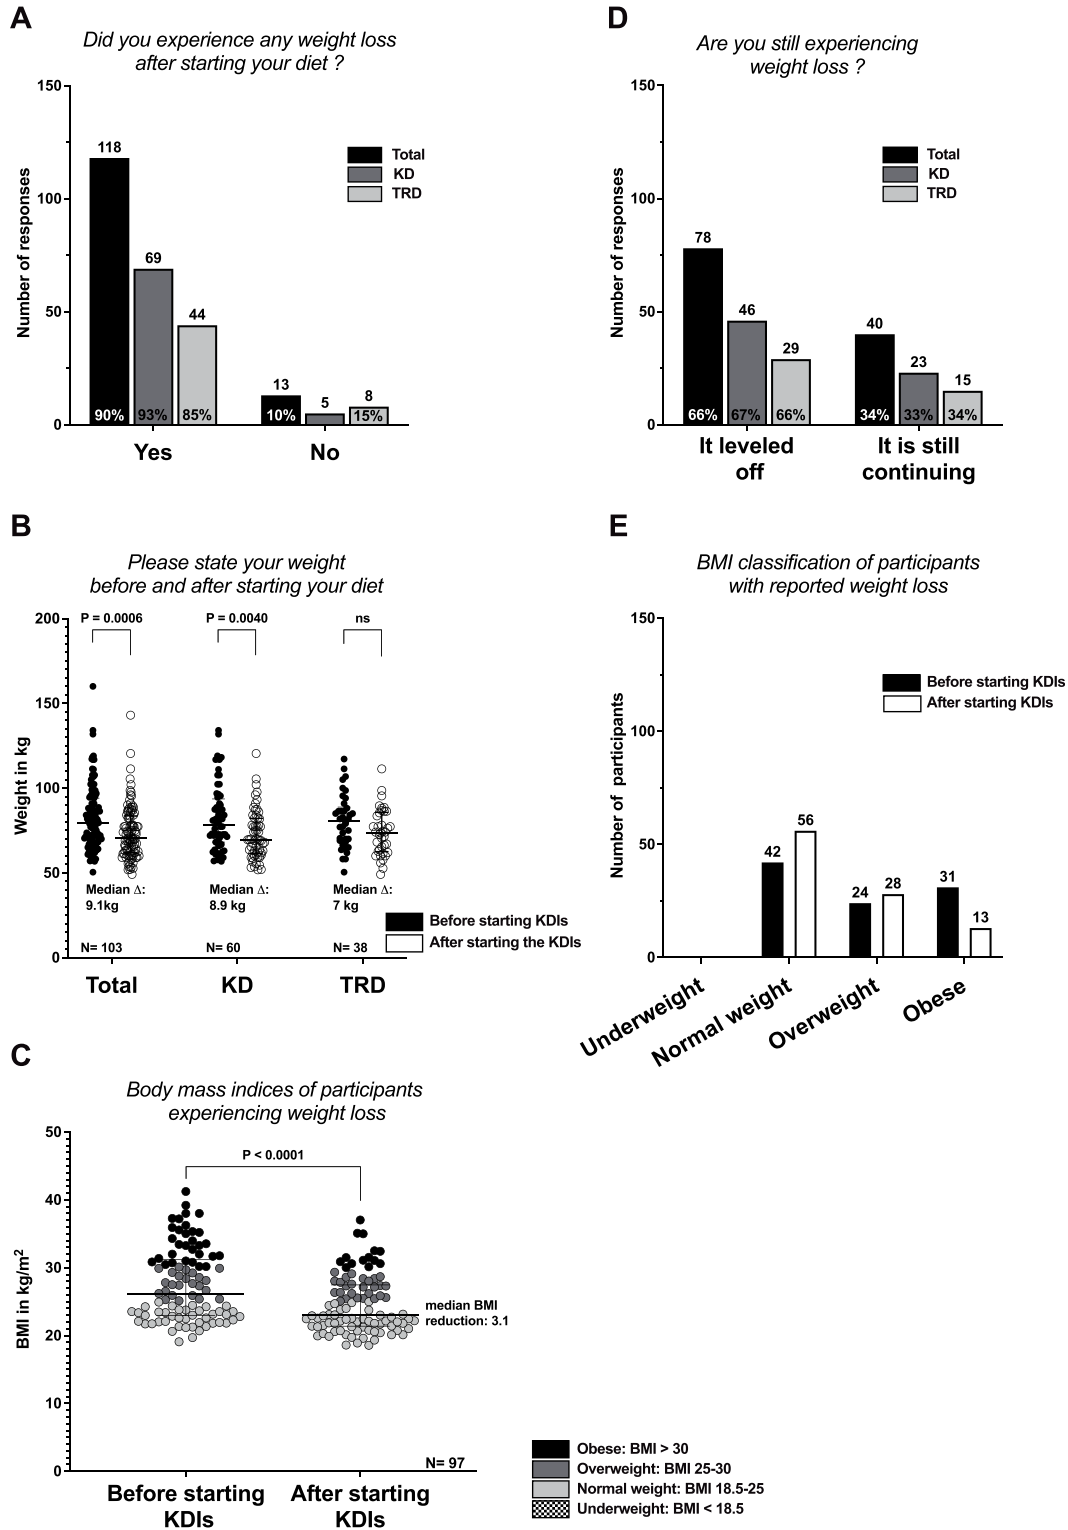 A
Did you experience any weight loss
after starting your diet ?
Number of responses
150
100
50
0
118
69
44
13
5
8
90%
93%
85%
10%
15%
Total
KD
TRD
Yes
No
D
Are you still experiencing
weight loss ?
Number of responses
150
100
50
0
78
46
29
40
23
15
66%
67%
66%
34%
33%
34%
Total
KD
TRD
It leveled
off
It is still
continuing
B
Please state your weight
before and after starting your diet
Weight in kg
200
150
100
50
0
P = 0.0006
P = 0.0040
ns
Median Δ:
9.1kg
Median Δ:
8.9 kg
Median Δ:
7 kg
N= 103
N= 60
N= 38
Before starting KDIs
After starting the KDIs
Total
KD
TRD
E
BMI classification of participants
with reported weight loss
Number of participants
150
100
50
0
Before starting KDIs
After starting KDIs
42
56
24
28
31
13
Underweight
Normal weight
Overweight
Obese
C
Body mass indices of participants
experiencing weight loss
BMI in kg/m²
50
40
30
20
10
0
P < 0.0001
median BMI
reduction: 3.1
N= 97
Before starting
KDIs
After starting
KDIs
Obese: BMI > 30
Overweight: BMI 25-30
Normal weight: BMI 18.5-25
Underweight: BMI < 18.5